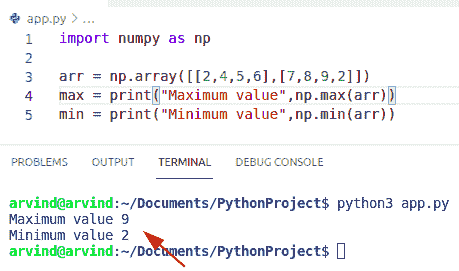 app.py > ...
1 import numpy as np
2
3 arr = np.array([[2,4,5,6],[7,8,9,2]])
4 max = print("Maximum value",np.max(arr))
5 min = print("Minimum value",np.min(arr))
PROBLEMS OUTPUT TERMINAL DEBUG CONSOLE
arvind@arvind:~/Documents/PythonProject$ python3 app.py
Maximum value 9
Minimum value 2
arvind@arvind:~/Documents/PythonProject$